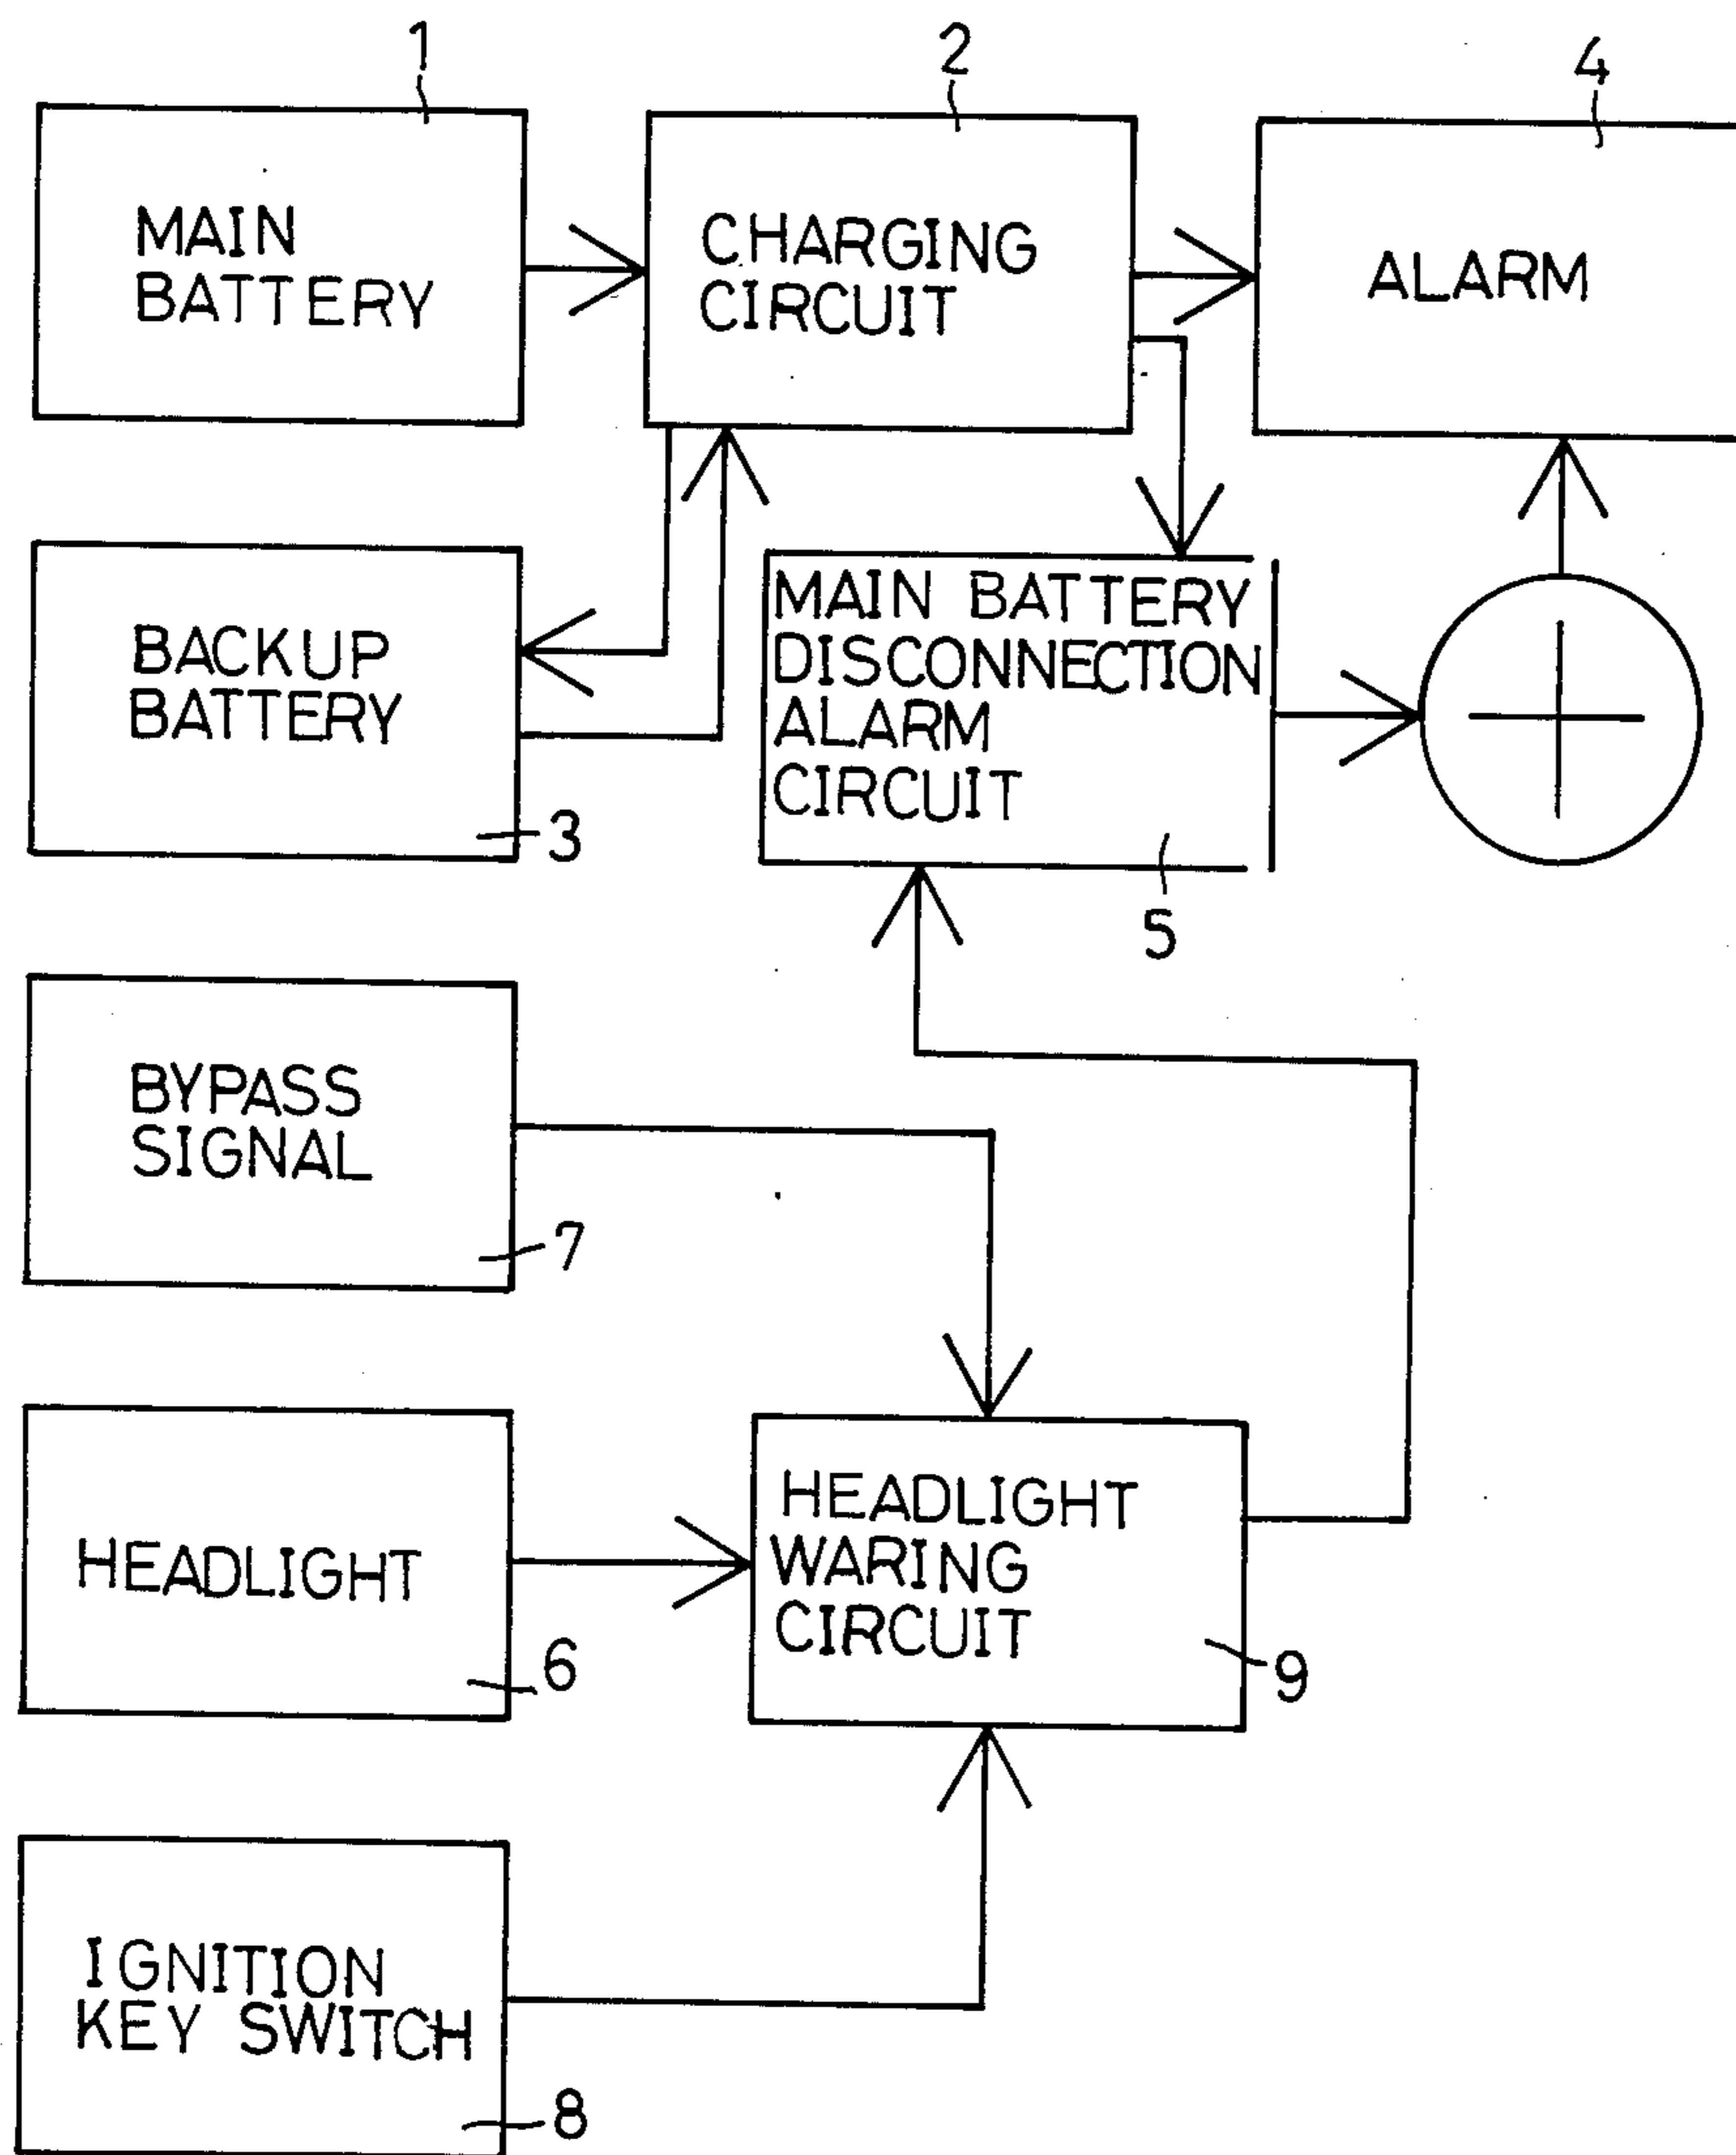 1
2
4
MAIN
BATTERY
CHARGING
CIRCUIT
ALARM
BACKUP
BATTERY
3
MAIN BATTERY
DISCONNECTION
ALARM
CIRCUIT
5
BYPASS
SIGNAL
7
HEADLIGHT
6
HEADLIGHT
WARING
CIRCUIT
9
IGNITION
KEY SWITCH
8